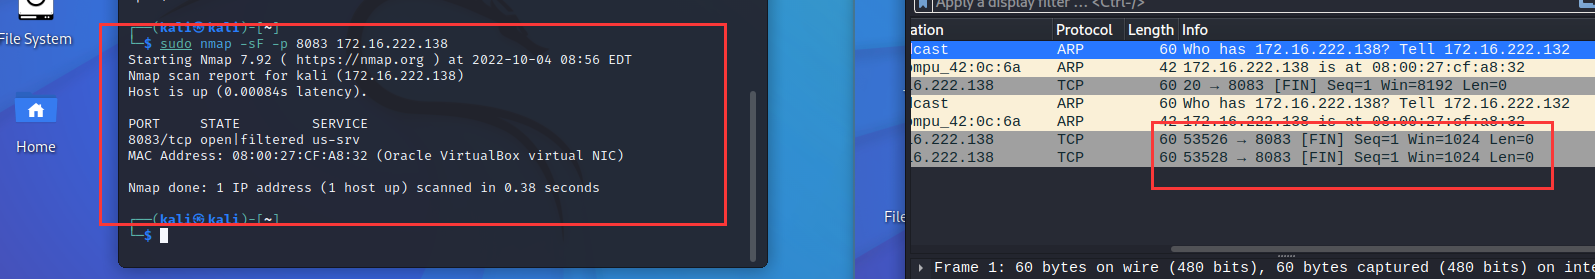 File System
Home
┌──(kali㉿kali)-[~]
└─$ sudo nmap -sF -p 8083 172.16.222.138
Starting Nmap 7.92 ( https://nmap.org ) at 2022-10-04 08:56 EDT
Nmap scan report for kali (172.16.222.138)
Host is up (0.00084s latency).
PORT     STATE         SERVICE
8083/tcp open|filtered us-srv
MAC Address: 08:00:27:CF:A8:32 (Oracle VirtualBox virtual NIC)
Nmap done: 1 IP address (1 host up) scanned in 0.38 seconds
┌──(kali㉿kali)-[~]
└─$
File
Apply a display filter … <Ctrl-/>
ation Protocol Length Info
dcast ARP 60 Who has 172.16.222.138? Tell 172.16.222.132
ompu_42:0c:6a ARP 42 172.16.222.138 is at 08:00:27:cf:a8:32
16.222.138 TCP 60 20 → 8083 [FIN] Seq=1 Win=8192 Len=0
dcast ARP 60 Who has 172.16.222.138? Tell 172.16.222.132
ompu_42:0c:6a ARP 42 172.16.222.138 is at 08:00:27:cf:a8:32
16.222.138 TCP 60 53526 → 8083 [FIN] Seq=1 Win=1024 Len=0
16.222.138 TCP 60 53528 → 8083 [FIN] Seq=1 Win=1024 Len=0
Frame 1: 60 bytes on wire (480 bits), 60 bytes captured (480 bits) on inte